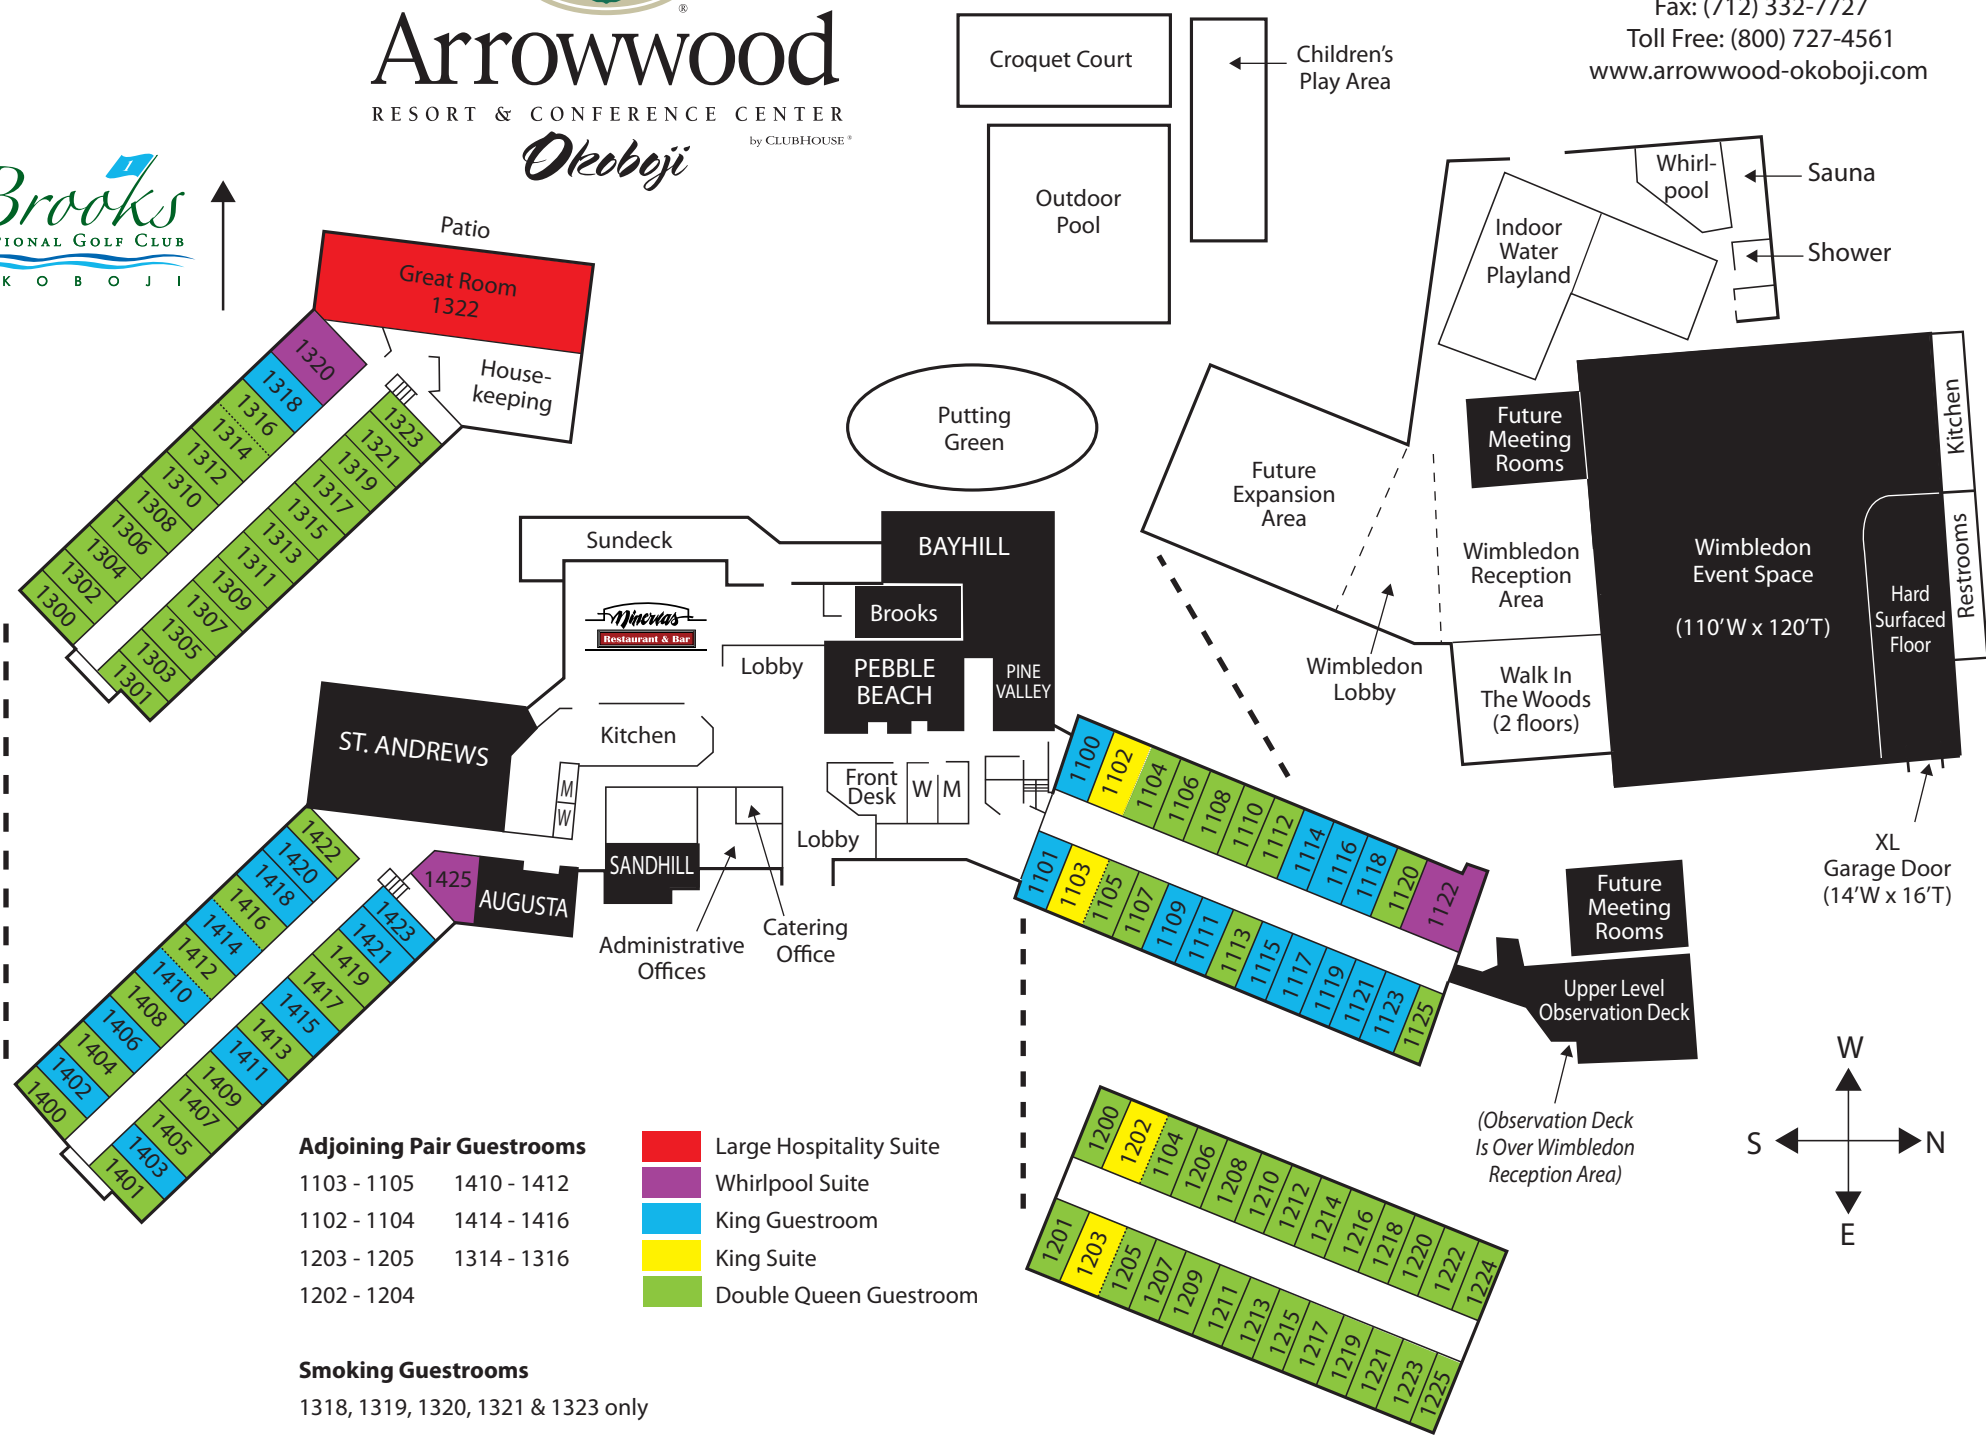 Arrowwood
®
RESORT & CONFERENCE CENTER
by CLUBHOUSE ®
Okoboji
Fax: (712) 332-7727
Toll Free: (800) 727-4561
www.arrowwood-okoboji.com
1
Brooks
GOLF CLUB
Croquet Court
Children's
Play Area
Outdoor
Pool
Putting
Green
Whirl-
pool
Sauna
Shower
Indoor
Water
Playland
Future
Meeting
Rooms
Future
Expansion
Area
Wimbledon
Reception
Area
Wimbledon
Event Space
(110'W x 120'T)
Kitchen
Restrooms
Hard
Surfaced
Floor
Wimbledon
Lobby
Walk In
The Woods
(2 floors)
XL
Garage Door
(14'W x 16'T)
Patio
Great Room
1322
House-
keeping
1320
1318
1316
1314
1312
1310
1308
1306
1304
1302
1300
1323
1321
1319
1317
1315
1313
1311
1309
1307
1305
1303
1301
Sundeck
Minervas
Restaurant & Bar
BAYHILL
Brooks
Lobby
PEBBLE
BEACH
PINE
VALLEY
ST. ANDREWS
Kitchen
M
W
Front
Desk
W
M
Lobby
SANDHILL
AUGUSTA
1425
Administrative
Offices
Catering
Office
1422
1420
1418
1416
1414
1412
1410
1408
1406
1404
1402
1400
1423
1421
1419
1417
1415
1413
1411
1409
1407
1405
1403
1401
1100
1102
1104
1106
1108
1110
1112
1114
1116
1118
1120
1122
1101
1103
1105
1107
1109
1111
1113
1115
1117
1119
1121
1123
1125
Future
Meeting
Rooms
Upper Level
Observation Deck
(Observation Deck
Is Over Wimbledon
Reception Area)
W
S
N
E
1200
1202
1104
1206
1208
1210
1212
1214
1216
1218
1220
1222
1224
1201
1203
1205
1207
1209
1211
1213
1215
1217
1219
1221
1223
1225
Adjoining Pair Guestrooms
1103 - 1105 1410 - 1412
1102 - 1104 1414 - 1416
1203 - 1205 1314 - 1316
1202 - 1204
Large Hospitality Suite
Whirlpool Suite
King Guestroom
King Suite
Double Queen Guestroom
Smoking Guestrooms
1318, 1319, 1320, 1321 & 1323 only